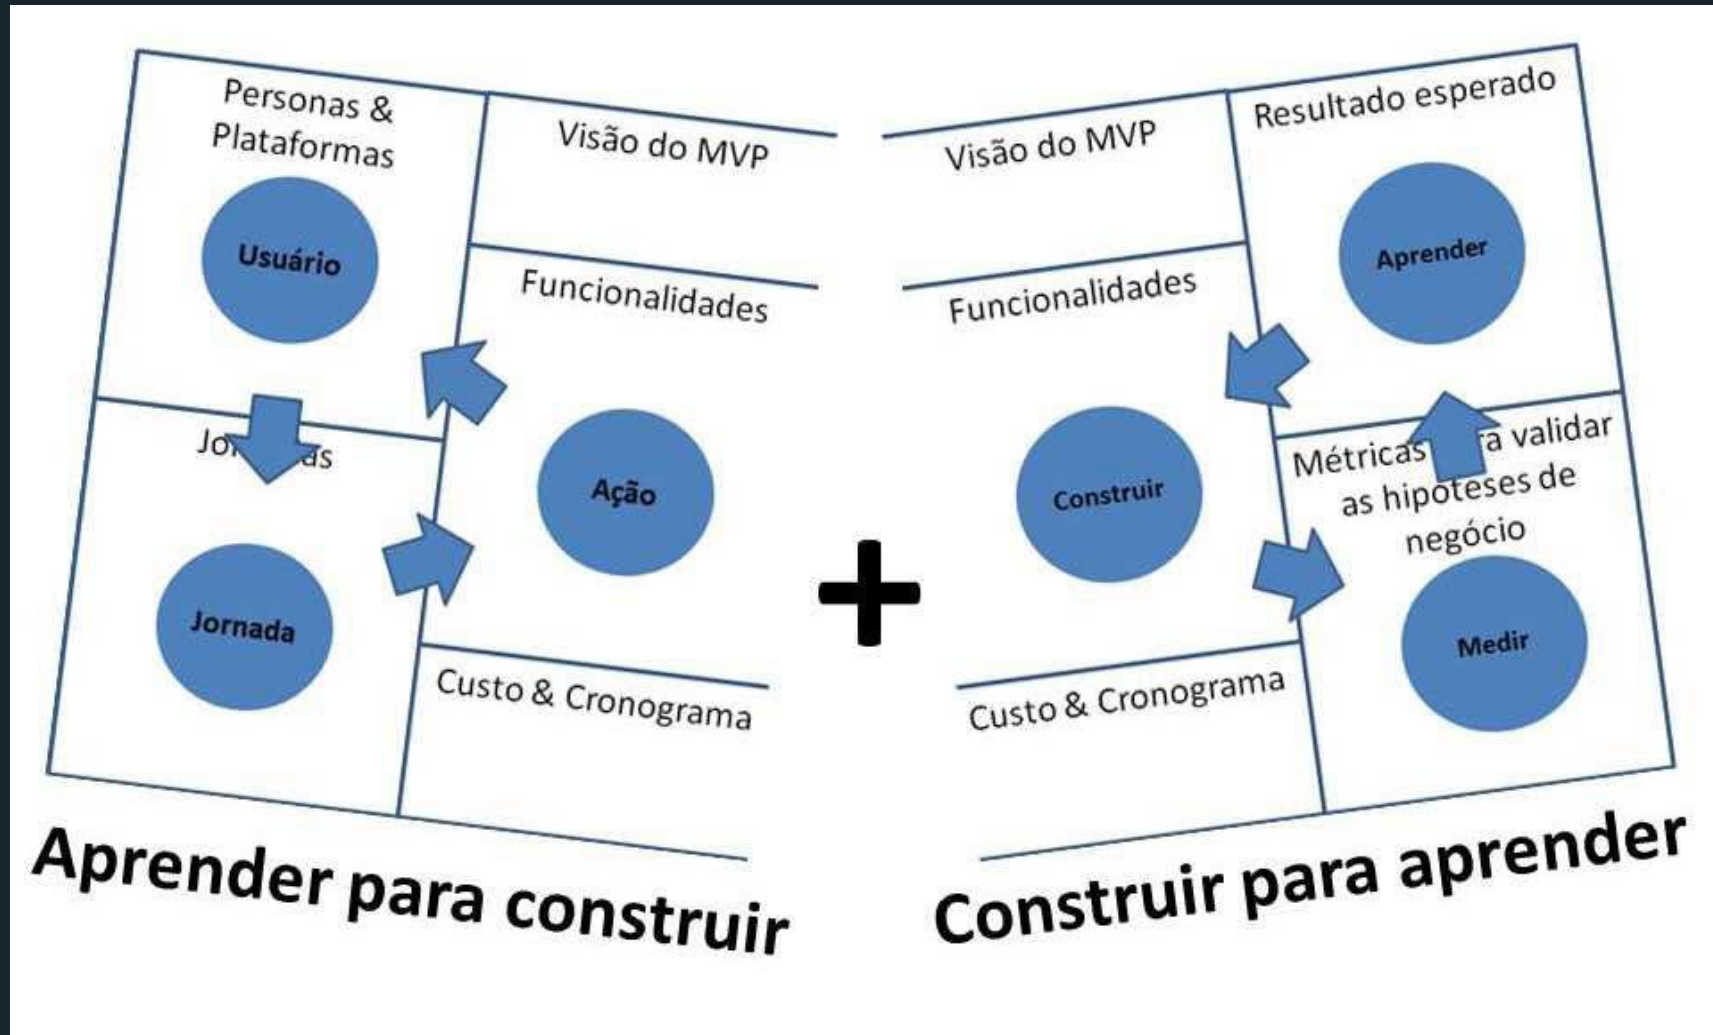 Personas &
Plataformas
Usuário
Visão do MVP
Funcionalidades
Ação
Jornada
Custo & Cronograma
Aprender para construir
+
Visão do MVP
Resultado esperado
Aprender
Funcionalidades
Construir
Métricas validar
as hipóteses de
negócio
Medir
Custo & Cronograma
Construir para aprender